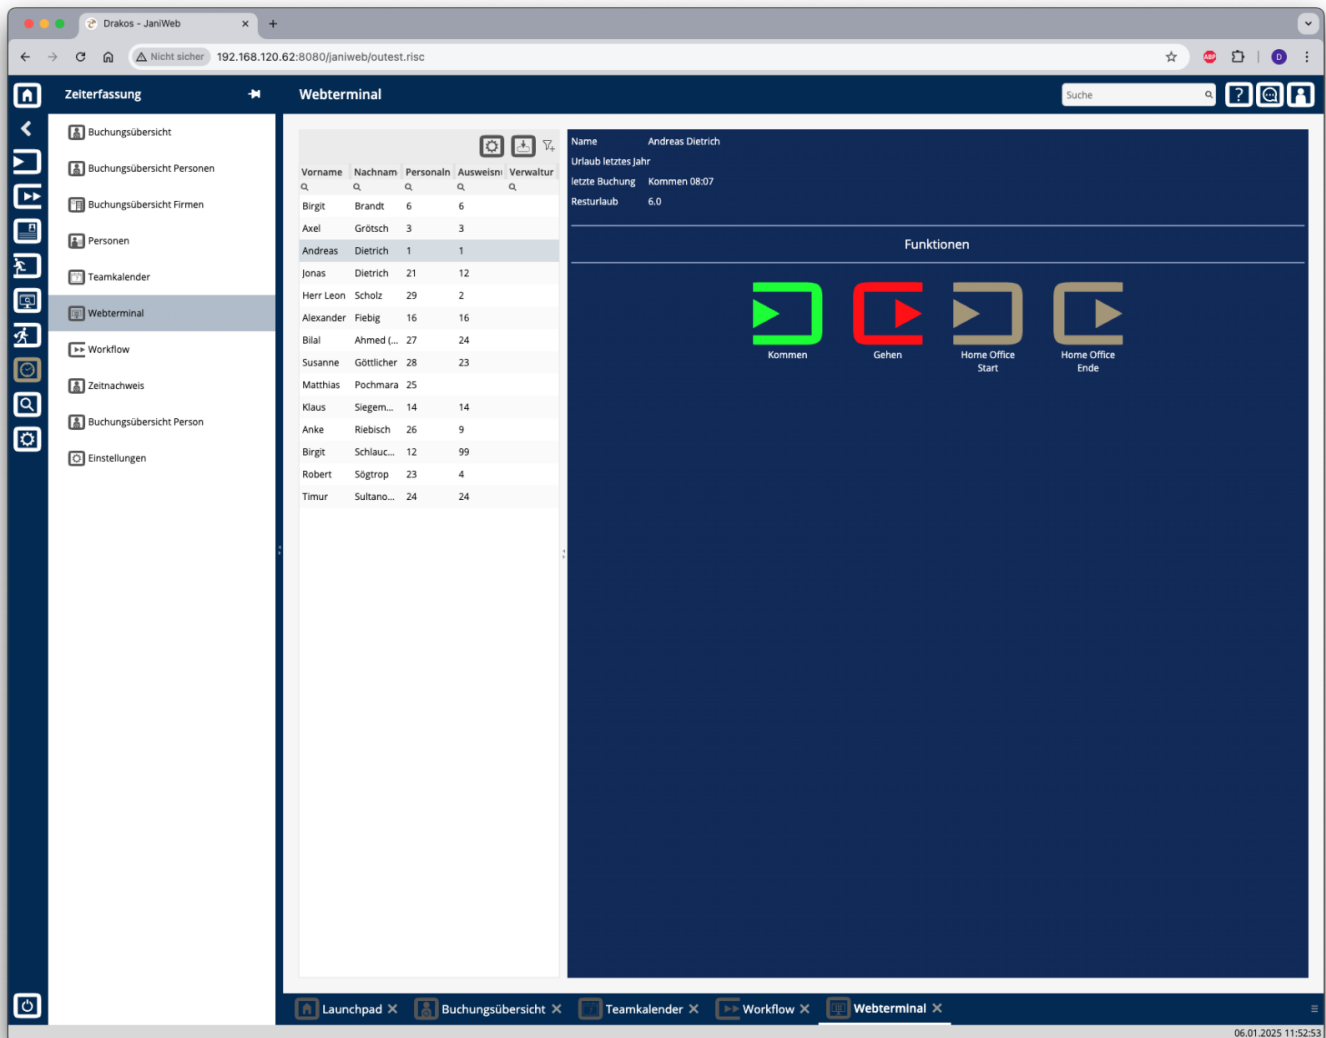 Drakos - JaniWeb
Nicht sicher 192.168.120.62:8080/janiweb/outest.risc
ABP
D
Zeiterfassung
Webterminal
Suche
Buchungsübersicht
Buchungsübersicht Personen
Buchungsübersicht Firmen
Personen
Teamkalender
Webterminal
Workflow
Zeitnachweis
Buchungsübersicht Person
Einstellungen
Vorname Nachnam Personaln Ausweisnu Verwaltur
Birgit Brandt 6 6
Axel Grötsch 3 3
Andreas Dietrich 1 1
Jonas Dietrich 21 12
Herr Leon Scholz 29 2
Alexander Fiebig 16 16
Bilal Ahmed (... 27 24
Susanne Göttlicher 28 23
Matthias Pochmara 25
Klaus Siegem... 14 14
Anke Riebisch 26 9
Birgit Schlauc... 12 99
Robert Sögtrop 23 4
Timur Sultano... 24 24
Name Andreas Dietrich
Urlaub letztes Jahr
letzte Buchung Kommen 08:07
Resturlaub 6.0
Funktionen
Kommen
Gehen
Home Office
Start
Home Office
Ende
Launchpad Buchungsübersicht Teamkalender Workflow Webterminal
06.01.2025 11:52:53